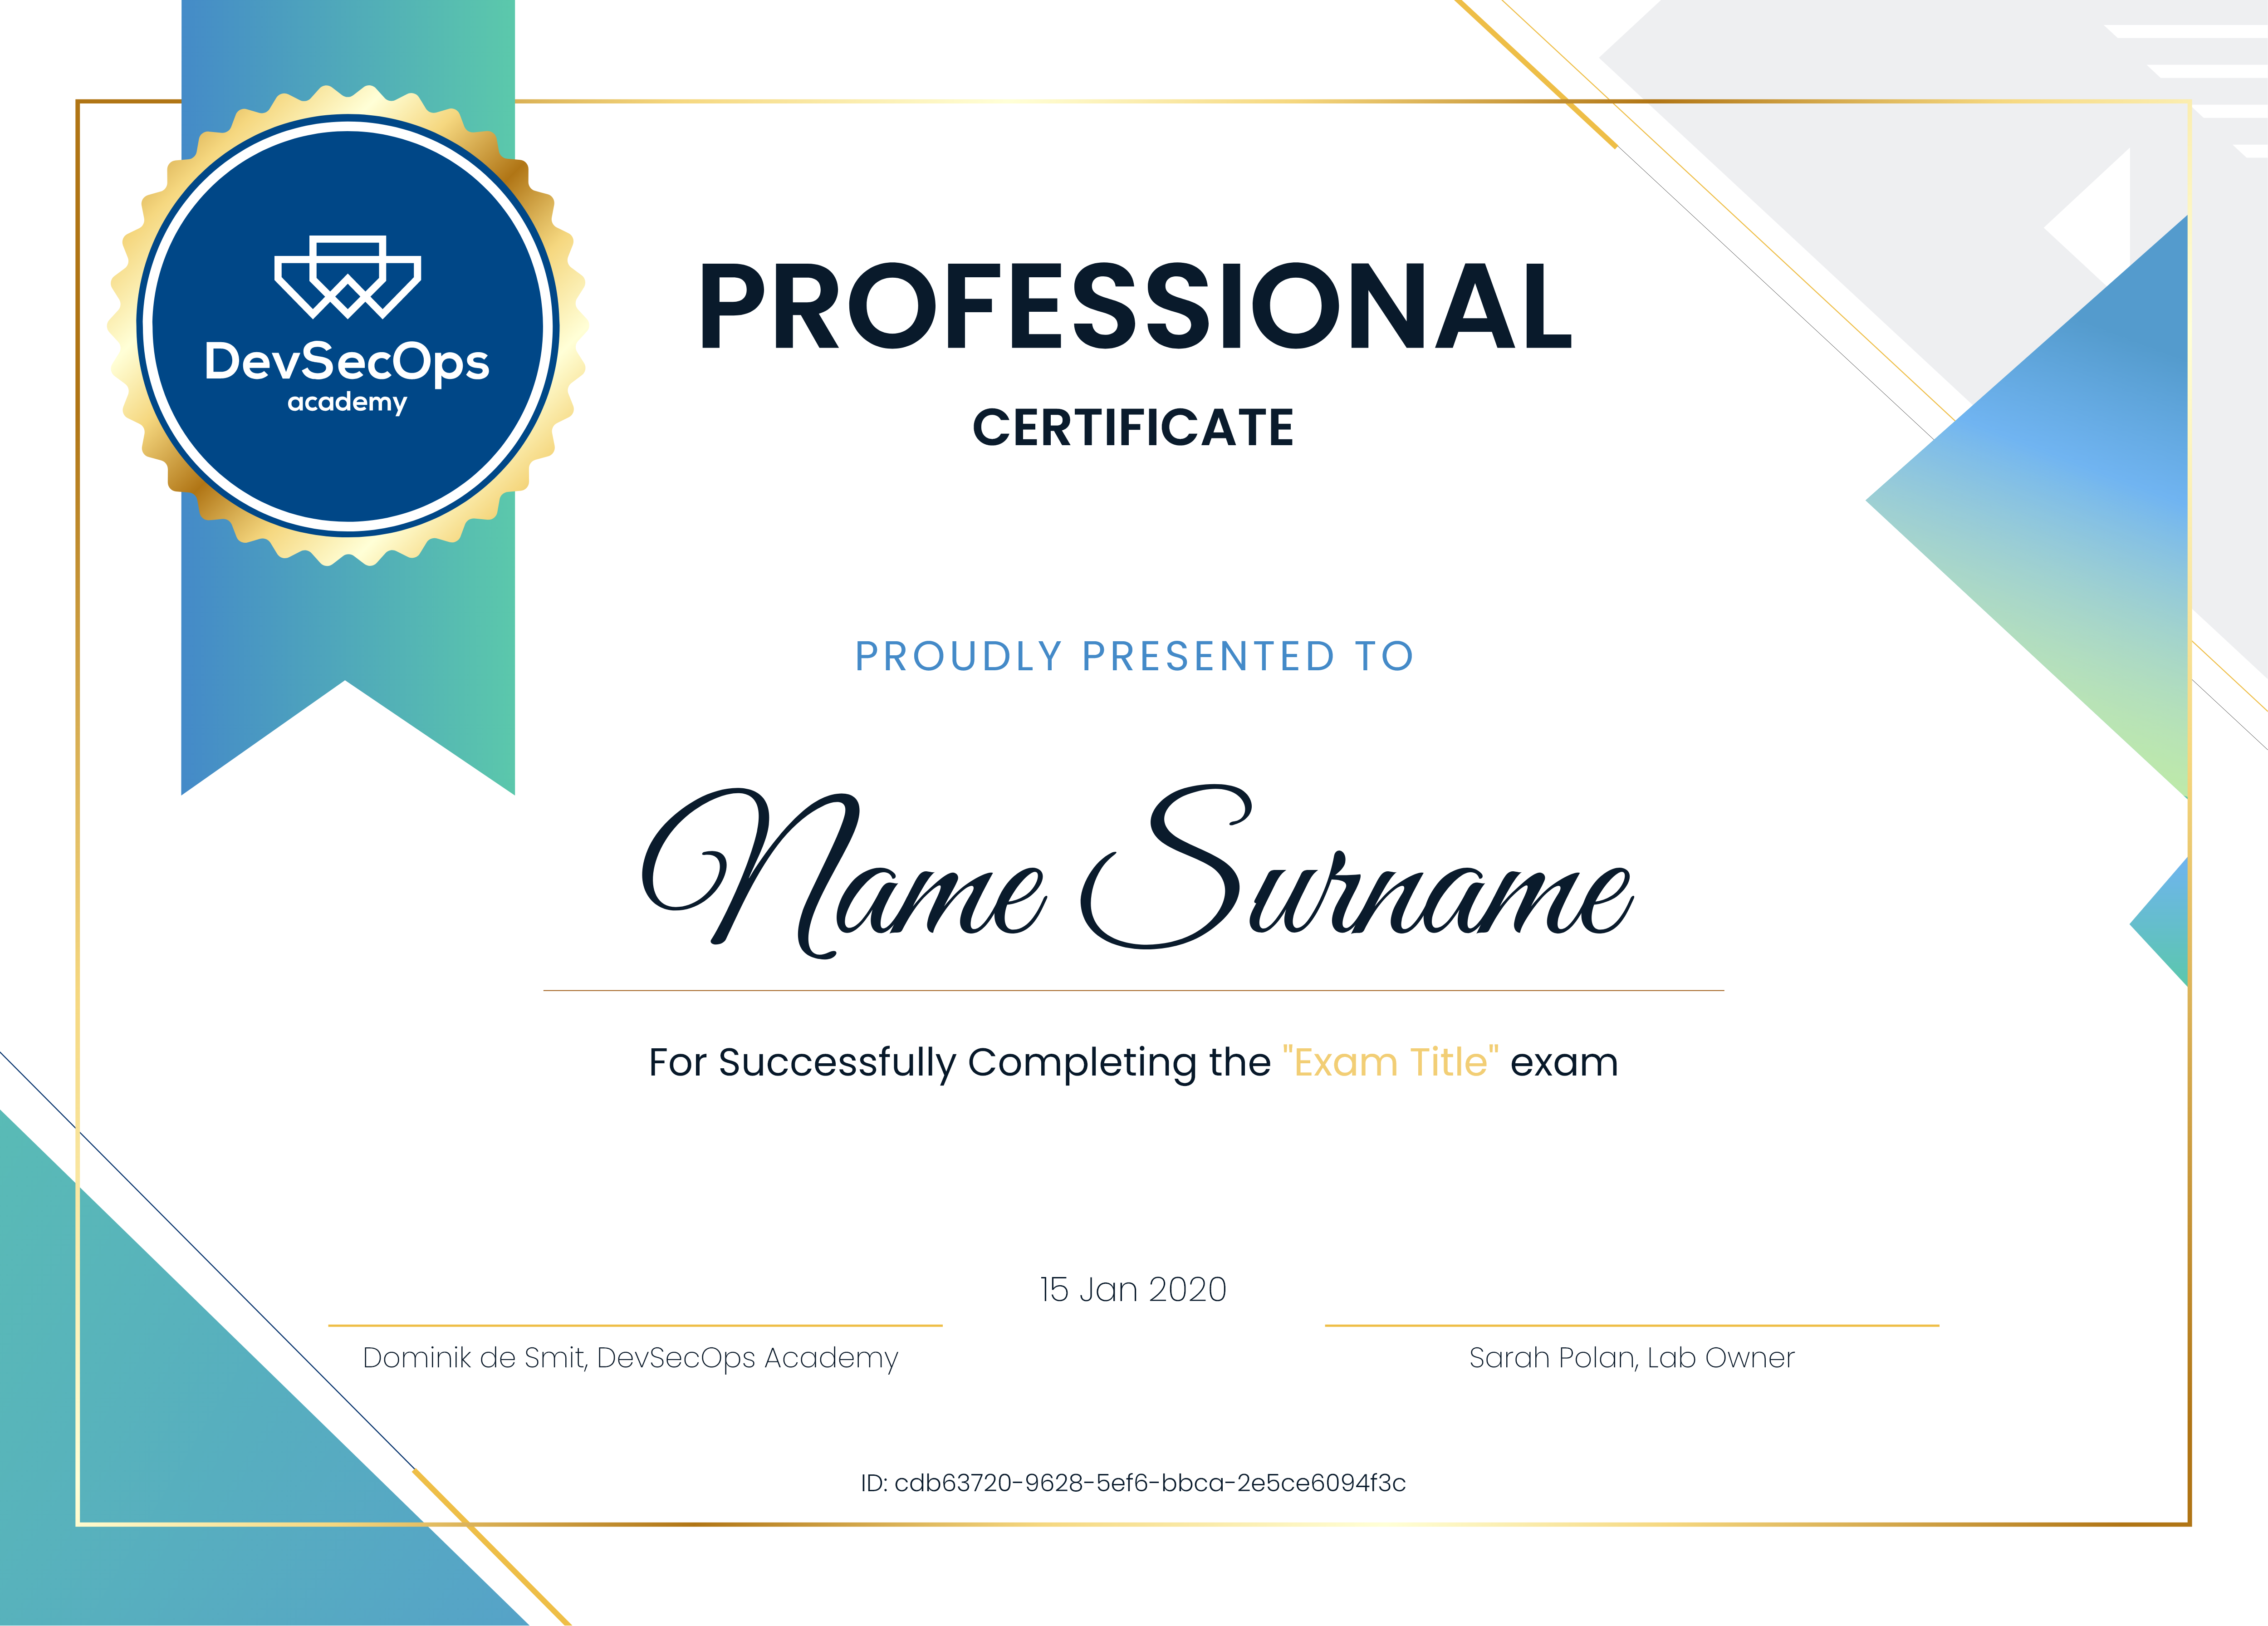 DevSecOps
academy
PROFESSIONAL
CERTIFICATE
PROUDLY PRESENTED TO
Name Surname
For Successfully Completing the "Exam Title" exam
15 Jan 2020
Dominik de Smit, DevSecOps Academy
Sarah Polan, Lab Owner
ID: cdb63720-9628-5ef6-bbca-2e5ce6094f3c